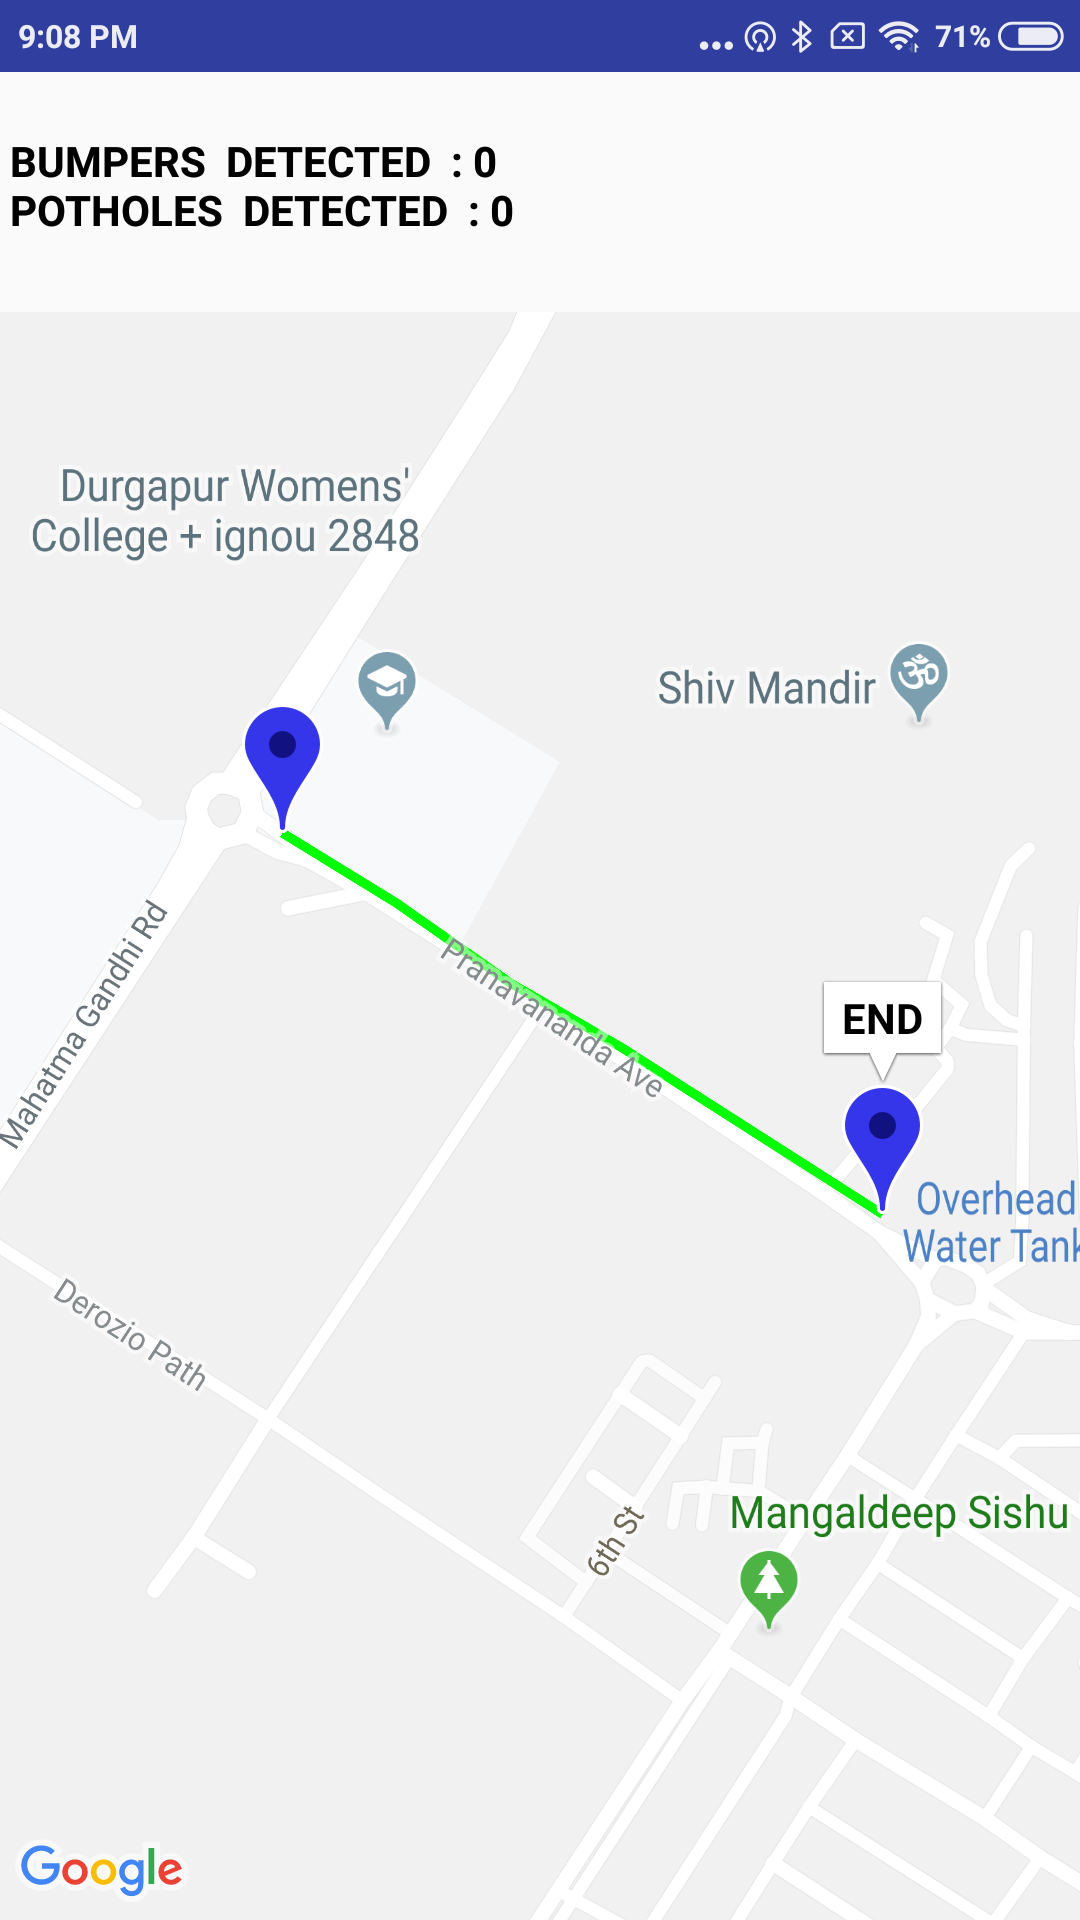 9:08 PM
71%
BUMPERS DETECTED : 0
POTHOLES DETECTED : 0
Durgapur Womens'
College + ignou 2848
Shiv Mandir
Mahatma Gandhi Rd
Pranavananda Ave
END
Overhead
Water Tank
Derozio Path
6th St
Mangaldeep Sishu
Google